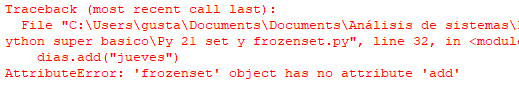 Traceback (most recent call last):
File "C:\Users\gusta\Documents\Documents\Análisis de sistemas\
ython super basico\Py 21 set y frozenset.py", line 32, in <module
dias.add("jueves")
AttributeError: 'frozenset' object has no attribute 'add'